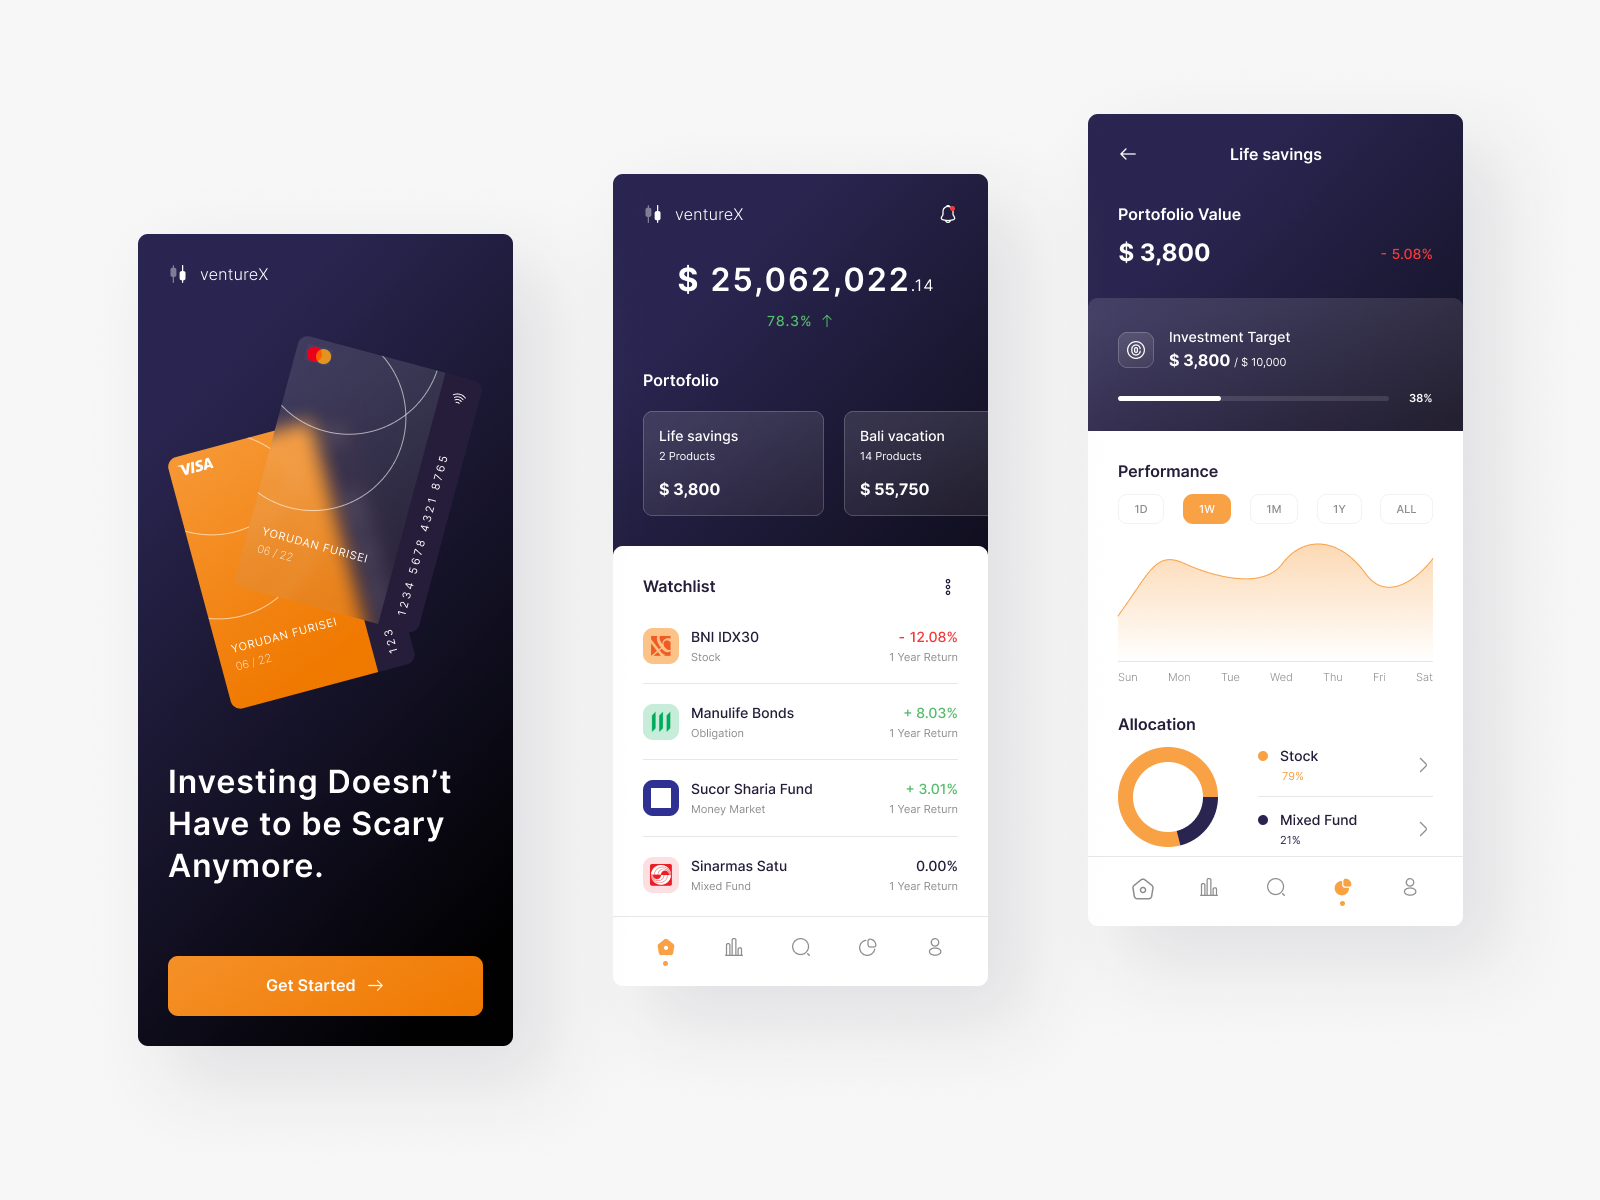 ventureX
VISA
YORUDAN FURISEI
06 / 22
1234 5678 4321 8765
YORUDAN FURISEI
06 / 22
123
Investing Doesn’t
Have to be Scary
Anymore.
Get Started
ventureX
$ 25,062,022.14
78.3%
Portofolio
Life savings
2 Products
$ 3,800
Bali vacation
14 Products
$ 55,750
Watchlist
BNI IDX30
- 12.08%
Stock
1 Year Return
Manulife Bonds
+ 8.03%
Obligation
1 Year Return
Sucor Sharia Fund
+ 3.01%
Money Market
1 Year Return
Sinarmas Satu
0.00%
Mixed Fund
1 Year Return
Life savings
Portofolio Value
$ 3,800
- 5.08%
Investment Target
$ 3,800 / $ 10,000
38%
Performance
1D 1W 1M 1Y ALL
Sun Mon Tue Wed Thu Fri Sat
Allocation
Stock
79%
Mixed Fund
21%